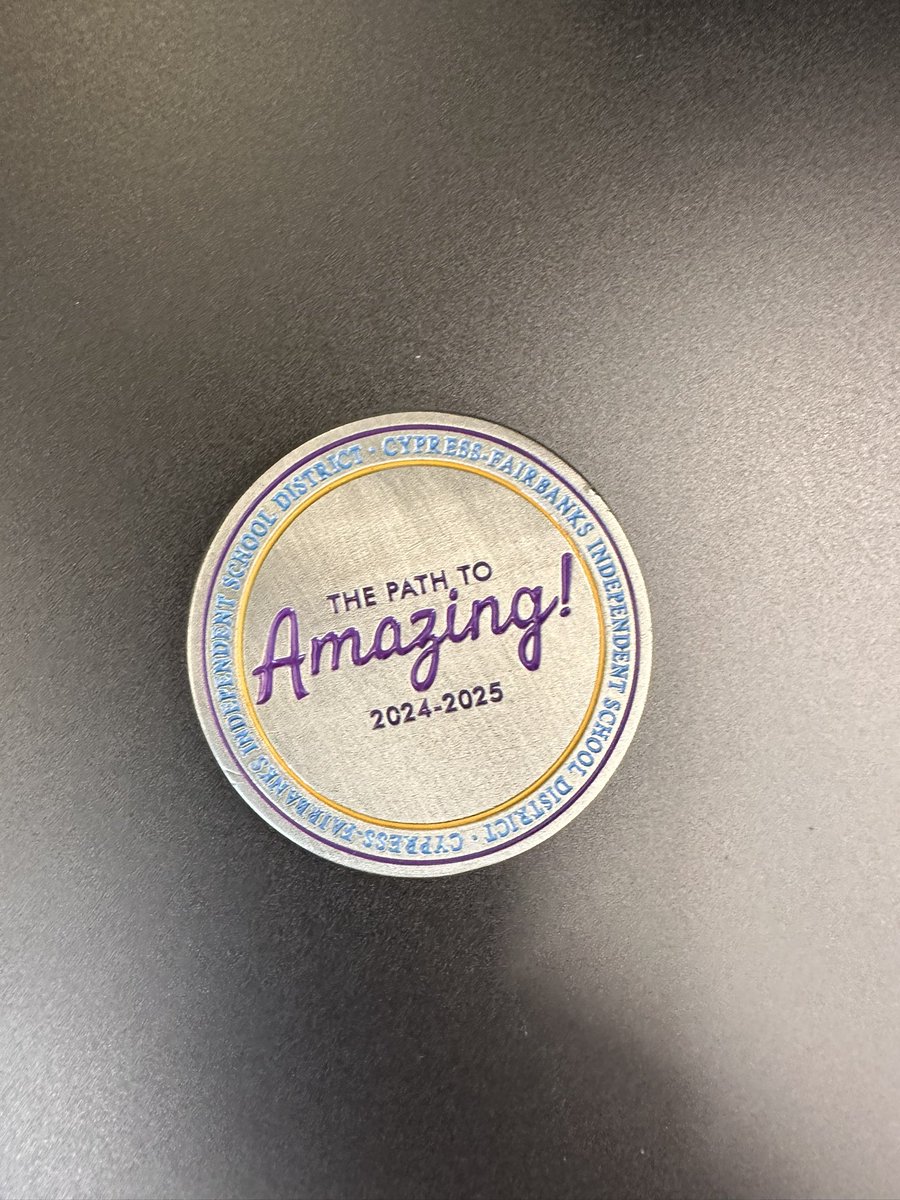 CYPRESS-FAIRBANKS INDEPENDENT SCHOOL DISTRICT · CYPRESS-FAIRBANKS INDEPENDENT SCHOOL DISTRICT ·
THE PATH TO
Amazing!
2024-2025